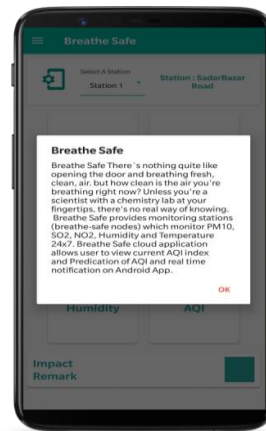 Breathe Safe
Select A Station
Station 1
Station : SadarBazar
Road
Breathe Safe
Breathe Safe There`s nothing quite like
opening the door and breathing fresh,
clean, air. but how clean is the air you're
breathing right now? Unless you're a
scientist with a chemistry lab at your
fingertips, there's no real way of knowing.
Breathe Safe provides monitoring stations
(breathe-safe nodes) which monitor PM10,
SO2, NO2, Humidity and Temperature
24x7. Breathe Safe cloud application
allows user to view current AQI index
and Predication of AQI and real time
notification on Android App.
OK
Humidity
AQI
Impact
Remark